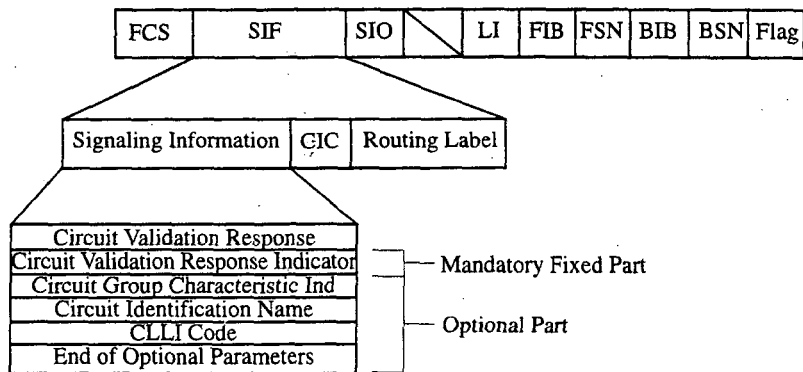 FCS SIF SIO LI FIB FSN BIB BSN Flag
Signaling Information CIC Routing Label
Circuit Validation Response
Circuit Validation Response Indicator
Circuit Group Characteristic Ind
Circuit Identification Name
CLLI Code
End of Optional Parameters
Mandatory Fixed Part
Optional Part